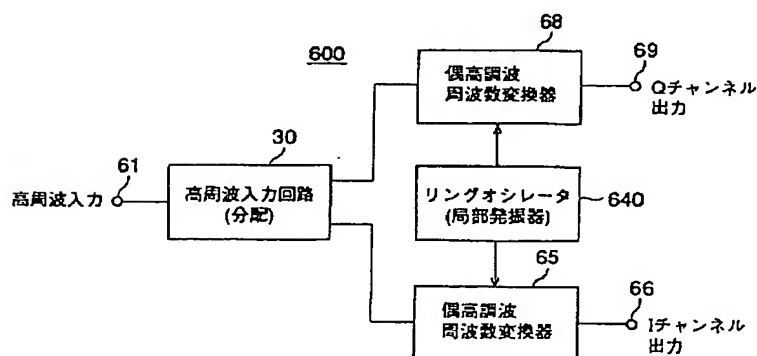 600
68
偶高調波
周波数変換器
69
Qチャンネル
出力
高周波入力
61
30
高周波入力回路
(分配)
リングオシレータ
(局部発振器)
640
65
偶高調波
周波数変換器
66
Iチャンネル
出力